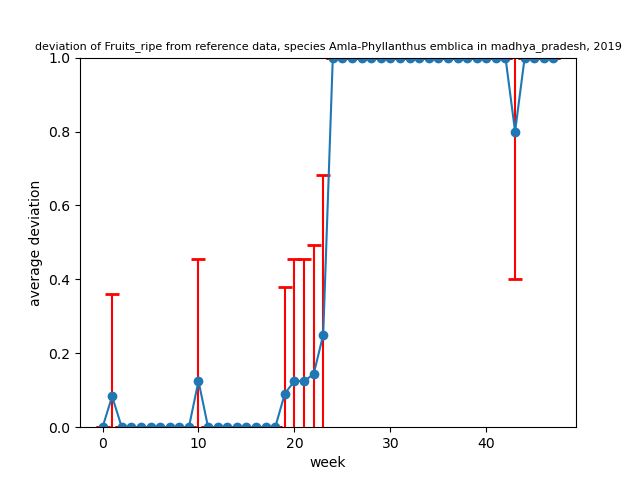 deviation of Fruits_ripe from reference data, species Amla-Phyllanthus emblica in madhya_pradesh, 2019
1.0
0.8
0.6
0.4
0.2
0.0
average deviation
0 10 20 30 40
week